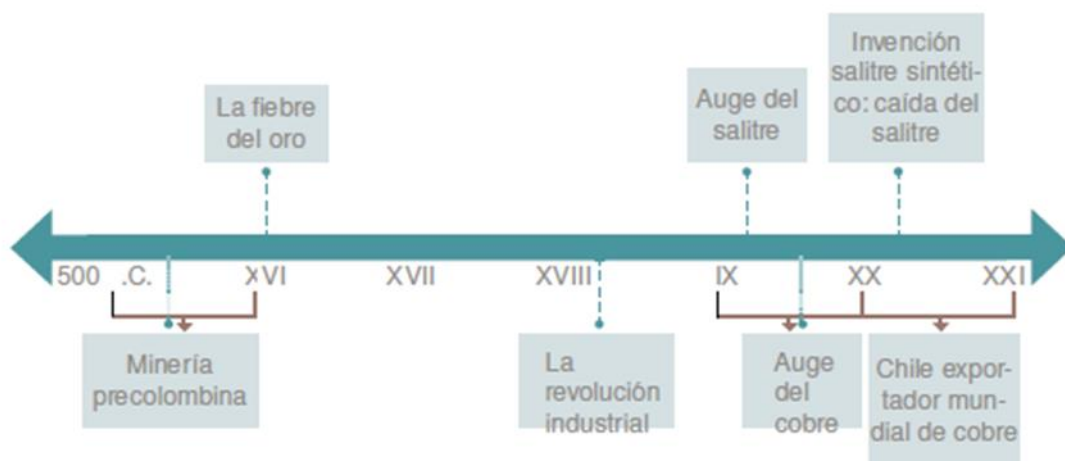 Invención
salitre sintéti-
co: caída del
salitre
Auge del
salitre
La fiebre
del oro
500 .C. XVI XVII XVIII IX XX XXI
Minería
precolombina
La
revolución
industrial
Auge
del
cobre
Chile expor-
tador mun-
dial de cobre